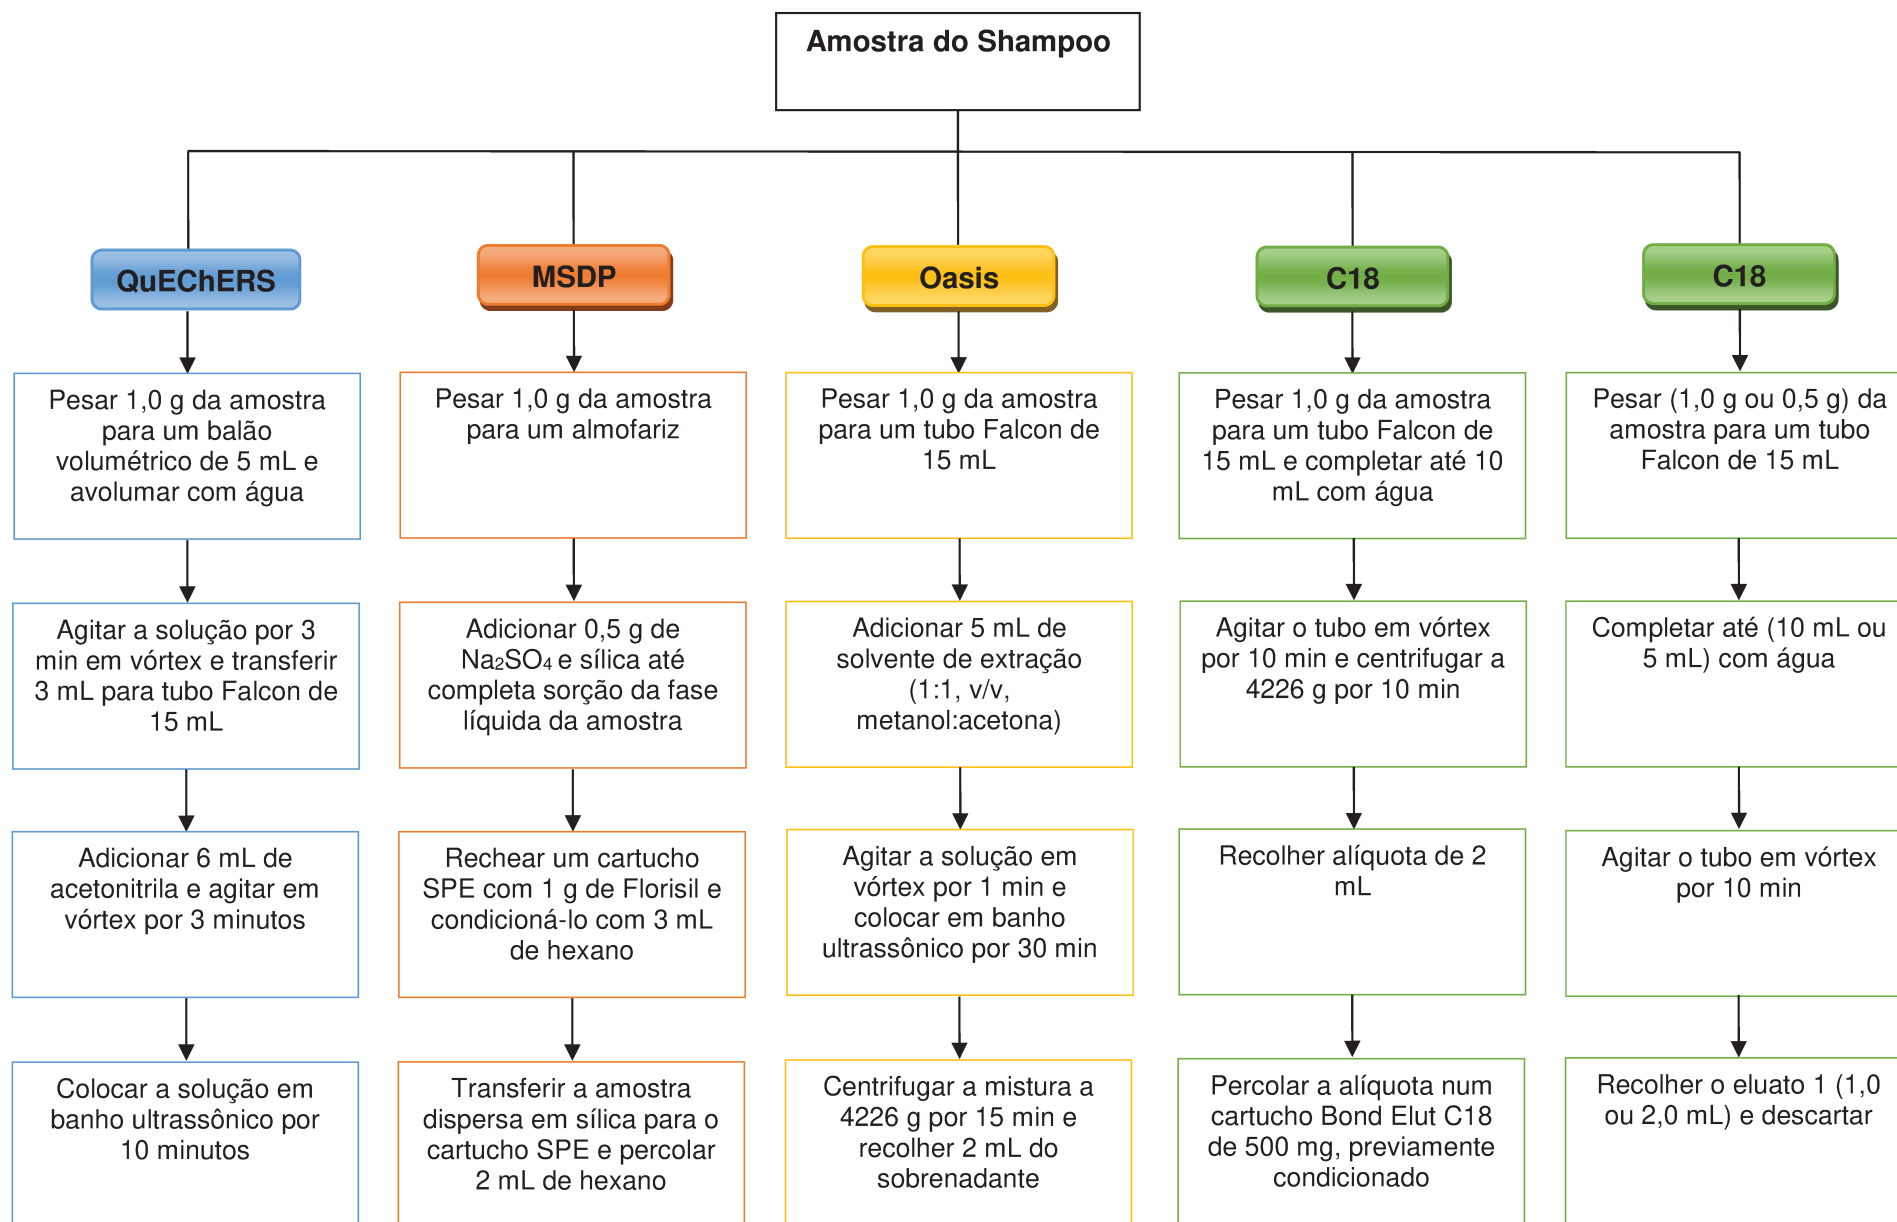 Amostra do Shampoo
QuEChERS
MSDP
Oasis
C18
C18
Pesar 1,0 g da amostra
para um balão
volumétrico de 5 mL e
avolumar com água
Pesar 1,0 g da amostra
para um almofariz
Pesar 1,0 g da amostra
para um tubo Falcon de
15 mL
Pesar 1,0 g da amostra
para um tubo Falcon de
15 mL e completar até 10
mL com água
Pesar (1,0 g ou 0,5 g) da
amostra para um tubo
Falcon de 15 mL
Agitar a solução por 3
min em vórtex e transferir
3 mL para tubo Falcon de
15 mL
Adicionar 0,5 g de
Na₂SO₄ e sílica até
completa sorção da fase
líquida da amostra
Adicionar 5 mL de
solvente de extração
(1:1, v/v,
metanol:acetona)
Agitar o tubo em vórtex
por 10 min e centrifugar a
4226 g por 10 min
Completar até (10 mL ou
5 mL) com água
Adicionar 6 mL de
acetonitrila e agitar em
vórtex por 3 minutos
Rechear um cartucho
SPE com 1 g de Florisil e
condicioná-lo com 3 mL
de hexano
Agitar a solução em
vórtex por 1 min e
colocar em banho
ultrassônico por 30 min
Recolher alíquota de 2
mL
Agitar o tubo em vórtex
por 10 min
Colocar a solução em
banho ultrassônico por
10 minutos
Transferir a amostra
dispersa em sílica para o
cartucho SPE e percolar
2 mL de hexano
Centrifugar a mistura a
4226 g por 15 min e
recolher 2 mL do
sobrenadante
Percolar a alíquota num
cartucho Bond Elut C18
de 500 mg, previamente
condicionado
Recolher o eluato 1 (1,0
ou 2,0 mL) e descartar